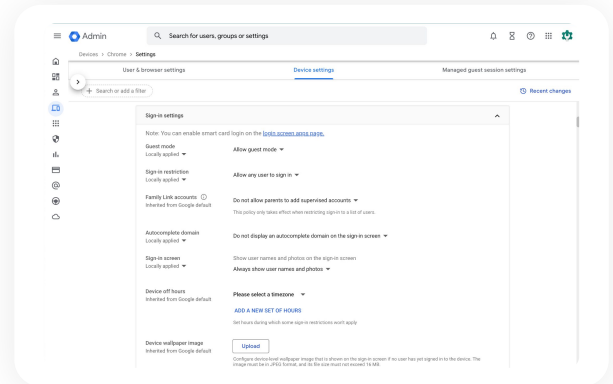 Admin
Search for users, groups or settings
Devices > Chrome > Settings
User & browser settings
Device settings
Managed guest session settings
+ Search or add a filter
Recent changes
Sign-in settings
Note: You can enable smart card login on the login screen apps page.
Guest mode
Locally applied
Allow guest mode
Sign-in restriction
Locally applied
Allow any user to sign in
Family Link accounts
Inherited from Google default
Do not allow parents to add supervised accounts
This policy only takes effect when restricting sign-in to a list of users.
Autocomplete domain
Locally applied
Do not display an autocomplete domain on the sign-in screen
Sign-in screen
Locally applied
Show user names and photos on the sign-in screen
Always show user names and photos
Device off hours
Inherited from Google default
Please select a timezone
ADD A NEW SET OF HOURS
Set hours during which some sign-in restrictions won't apply.
Device wallpaper image
Inherited from Google default
Upload
Configure device-level wallpaper image that is shown on the sign-in screen if no user has yet signed in to the device. The
image must be in JPEG format, and its file size must not exceed 16 MB.